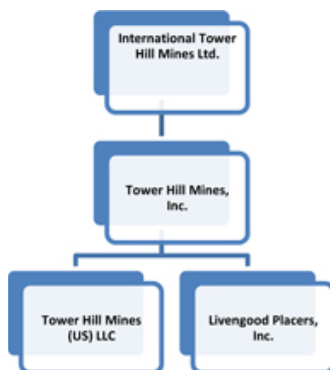 International Tower
Hill Mines Ltd.
Tower Hill Mines,
Inc.
Tower Hill Mines
(US) LLC
Livengood Placers,
Inc.